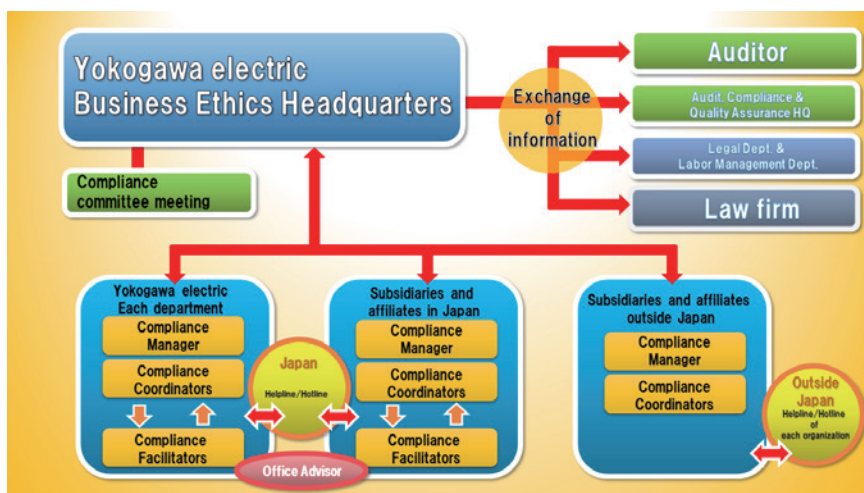 Yokogawa electric
Business Ethics Headquarters
Compliance
committee meeting
Exchange
of
information
Auditor
Audit. Compliance &
Quality Assurance HQ
Legal Dept. &
Labor Management Dept.
Law firm
Yokogawa electric
Each department
Compliance
Manager
Compliance
Coordinators
Compliance
Facilitators
Japan
Helpline/Hotline
Office Advisor
Subsidiaries and
affiliates in Japan
Compliance
Manager
Compliance
Coordinators
Compliance
Facilitators
Subsidiaries and affiliates
outside Japan
Compliance
Manager
Compliance
Coordinators
Outside
Japan
Helpline/Hotline
of
each organization